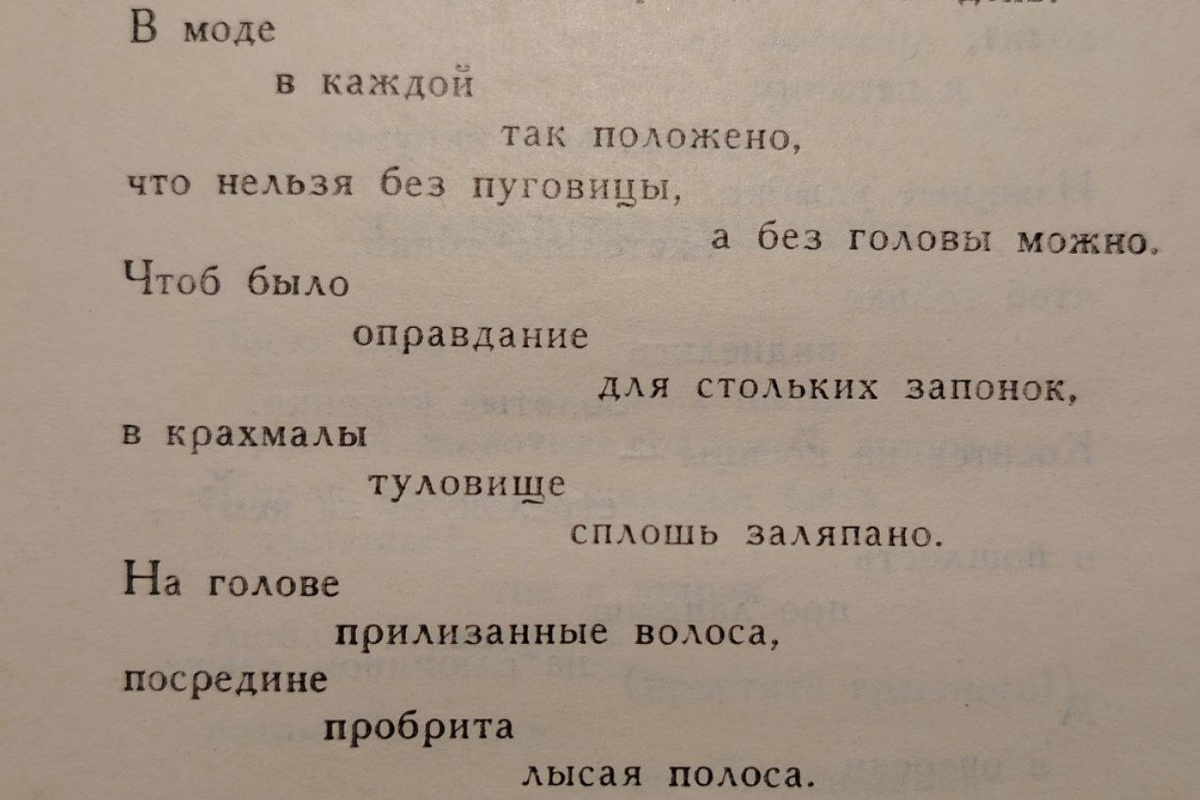 В моде
в каждой
так положено,
что нельзя без пуговицы,
а без головы можно.
Чтоб было
оправдание
для стольких запонок,
в крахмалы
туловище
сплошь заляпано.
На голове
прилизанные волоса,
посредине
пробрита
лысая полоса.